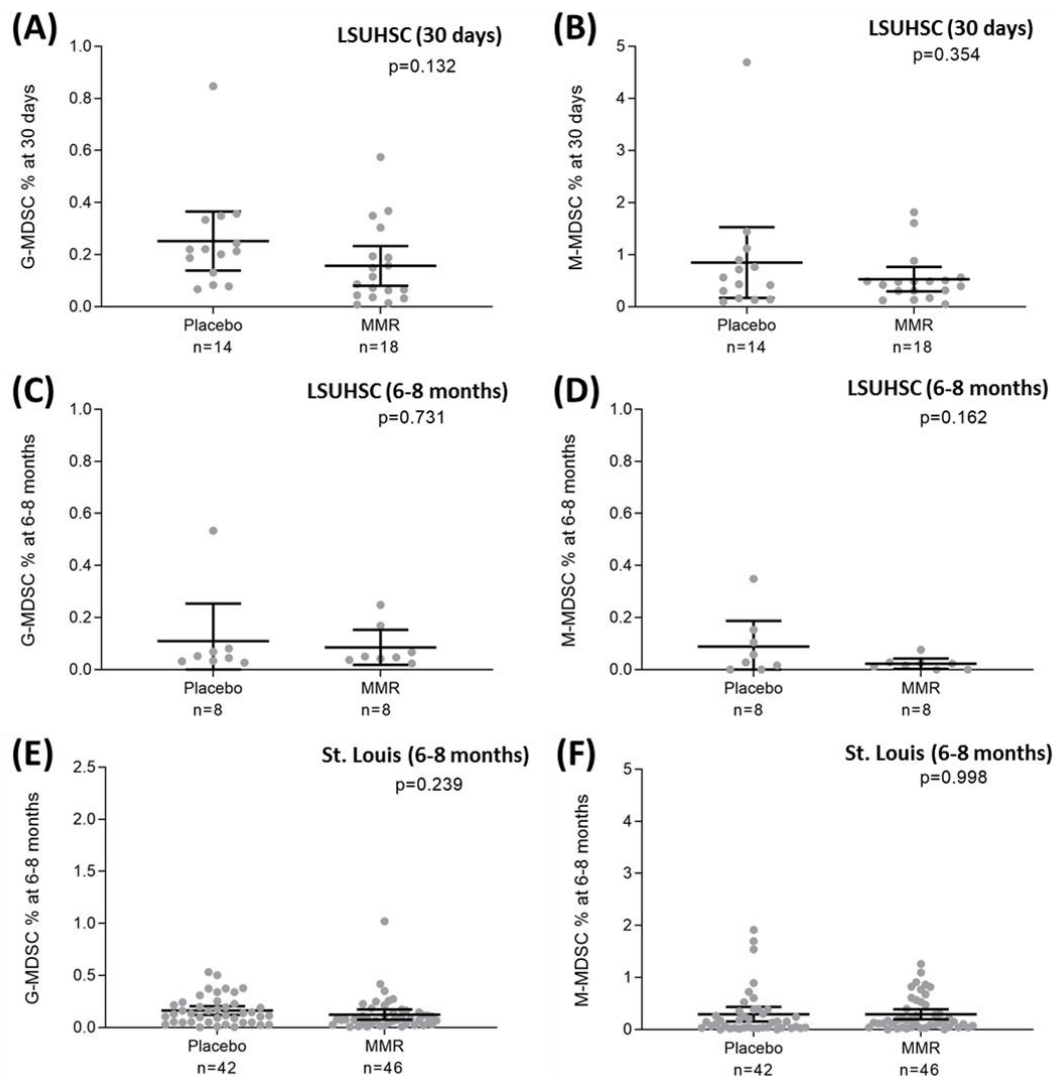 (A)
LSUHSC (30 days)
p=0.132
G-MDSC % at 30 days
1.0
0.8
0.6
0.4
0.2
0.0
Placebo
MMR
n=14
n=18
(B)
LSUHSC (30 days)
p=0.354
M-MDSC % at 30 days
5
4
3
2
1
0
Placebo
MMR
n=14
n=18
(C)
LSUHSC (6-8 months)
p=0.731
G-MDSC % at 6-8 months
1.0
0.8
0.6
0.4
0.2
0.0
Placebo
MMR
n=8
n=8
(D)
LSUHSC (6-8 months)
p=0.162
M-MDSC % at 6-8 months
1.0
0.8
0.6
0.4
0.2
0.0
Placebo
MMR
n=8
n=8
(E)
St. Louis (6-8 months)
p=0.239
G-MDSC % at 6-8 months
2.5
2.0
1.5
1.0
0.5
0.0
Placebo
MMR
n=42
n=46
(F)
St. Louis (6-8 months)
p=0.998
M-MDSC % at 6-8 months
5
4
3
2
1
0
Placebo
MMR
n=42
n=46